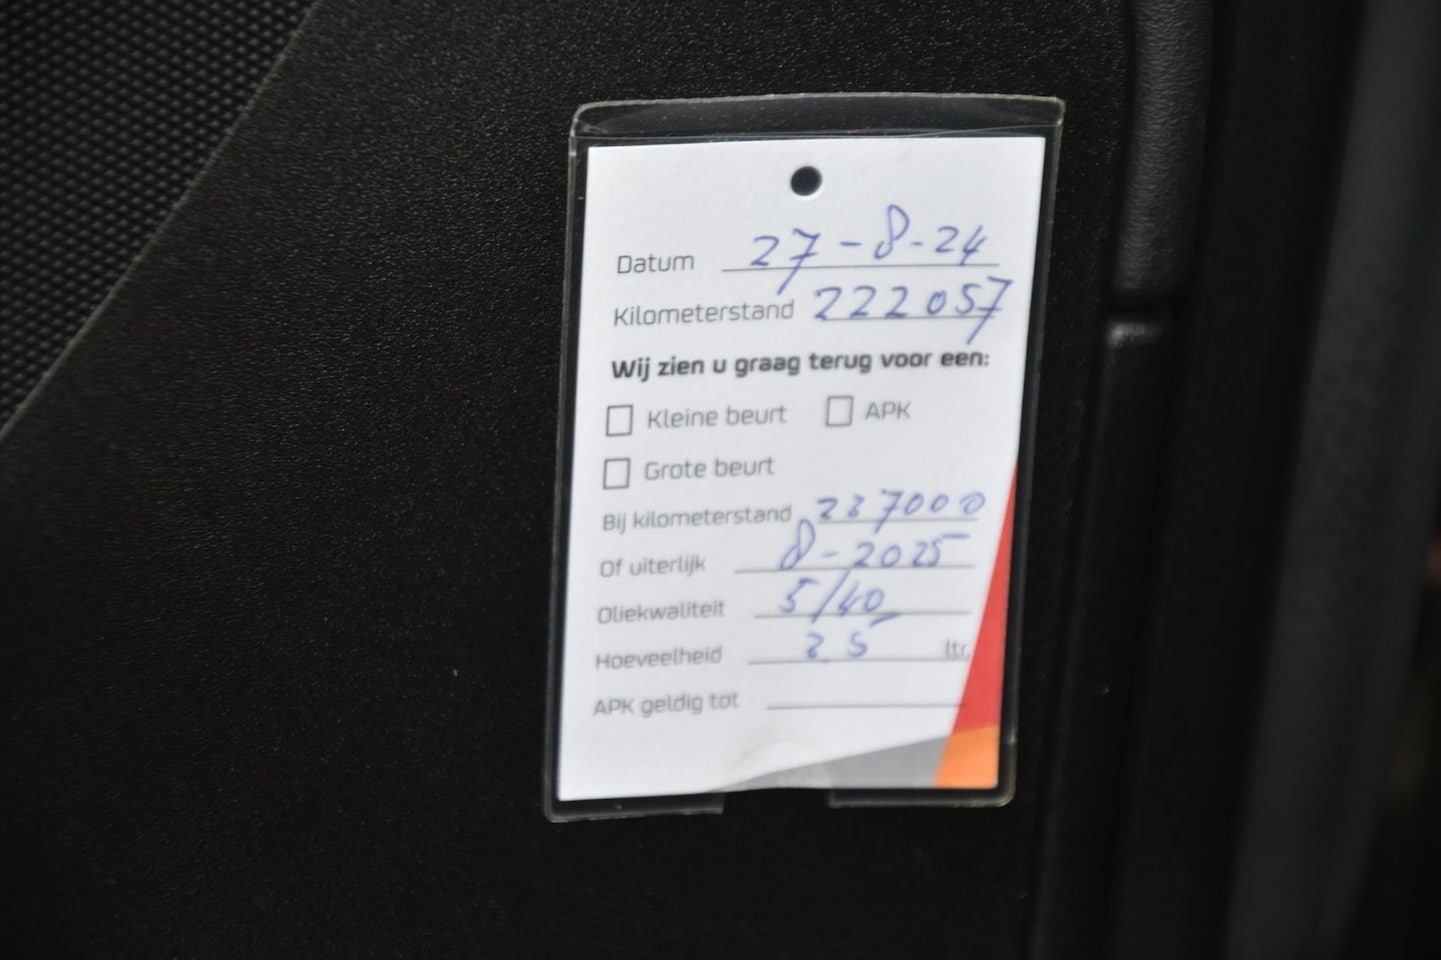 Datum 27-8-24
Kilometerstand 222057
Wij zien u graag terug voor een:
Kleine beurt APK
Grote beurt
Bij kilometerstand 237000
Of uiterlijk 8-2025
Oliekwaliteit 5/40
Hoeveelheid 2.5 ltr.
APK geldig tot